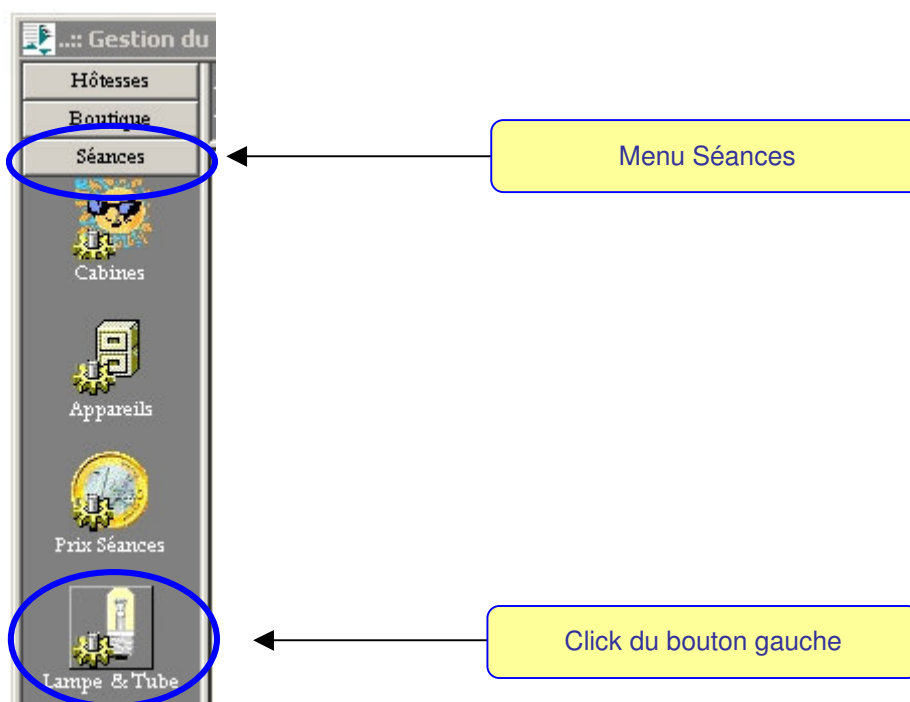 ..:: Gestion du
Hôtesses
Boutique
Séances
Menu Séances
Cabines
Appareils
Prix Séances
Click du bouton gauche
Lampe & Tube